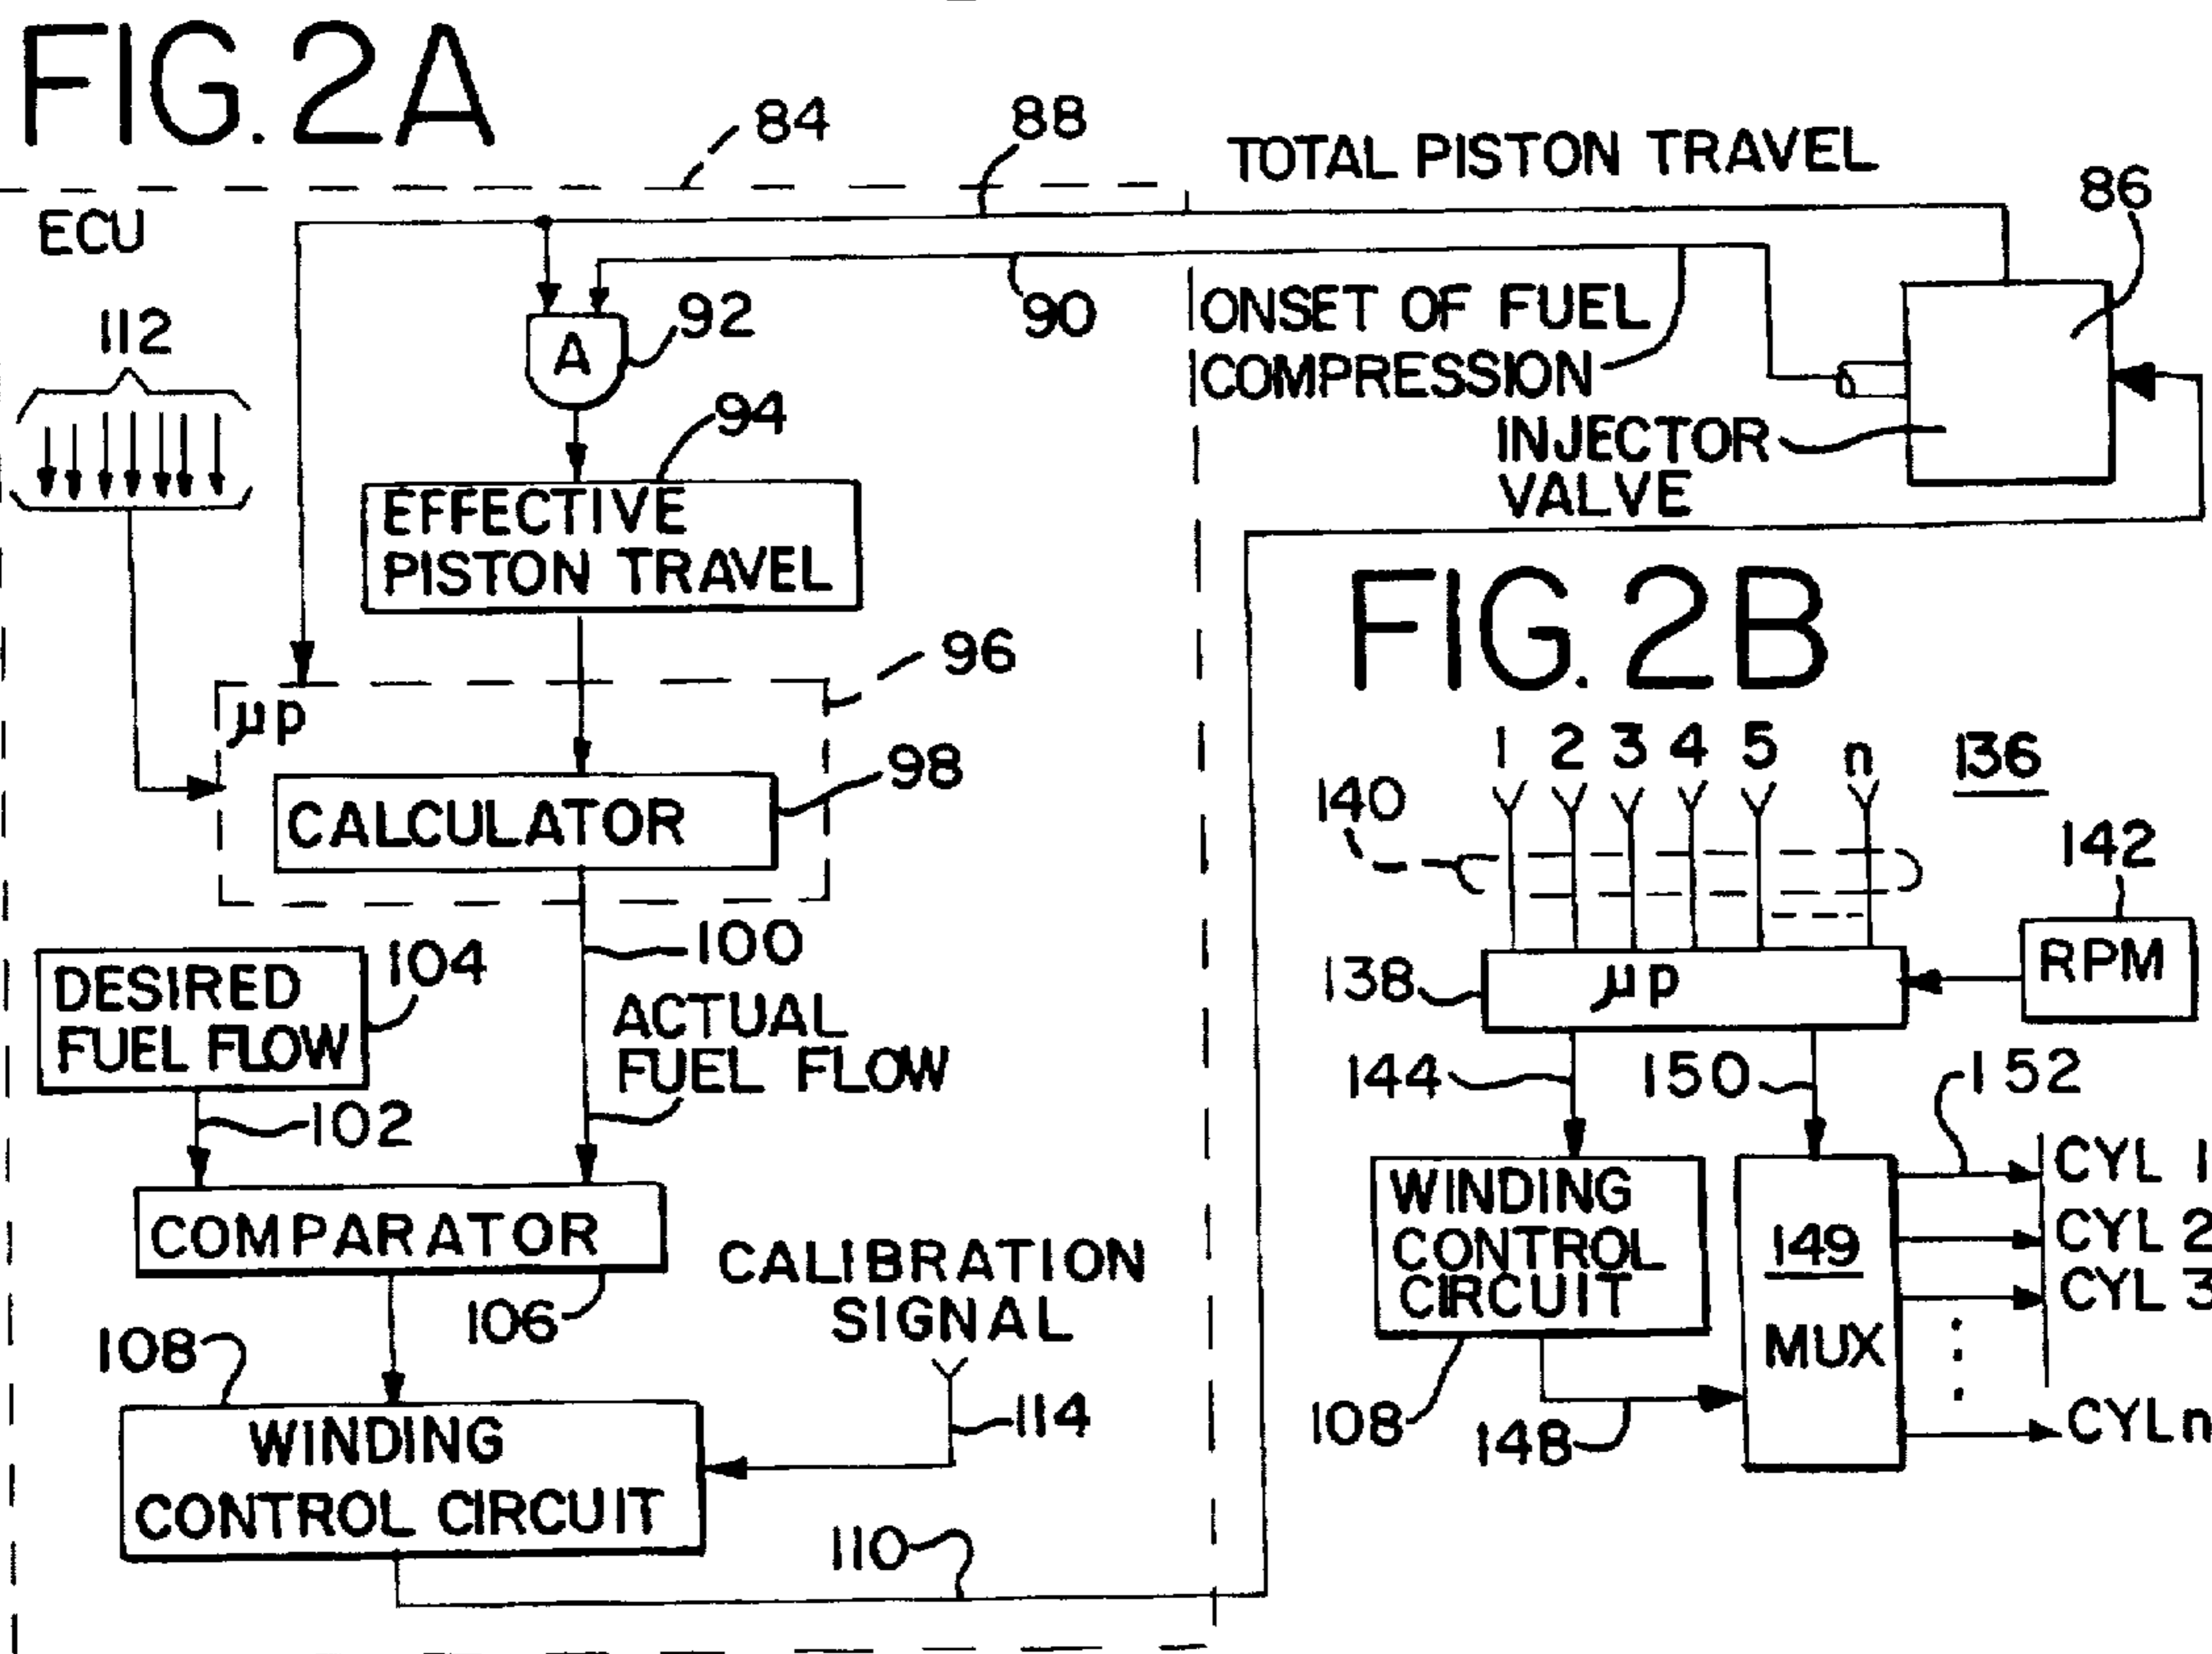 FIG. 2A
84
88
TOTAL PISTON TRAVEL
86
ECU
112
92
90
ONSET OF FUEL
COMPRESSION
A
94
INJECTOR
VALVE
EFFECTIVE
PISTON TRAVEL
96
µp
98
CALCULATOR
100
DESIRED
FUEL FLOW
104
ACTUAL
FUEL FLOW
102
COMPARATOR
106
CALIBRATION
SIGNAL
108
114
WINDING
CONTROL CIRCUIT
110
FIG. 2B
1 2 3 4 5 n
136
140
142
RPM
138
µp
144
150
152
WINDING
CONTROL
CIRCUIT
149
MUX
CYL 1
CYL 2
CYL 3
CYL n
108
148